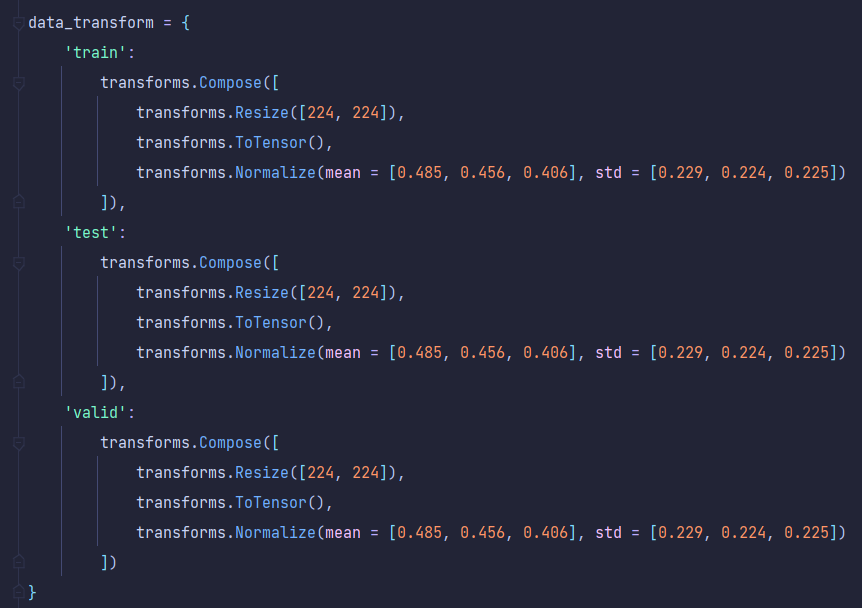 data_transform = {
    'train':
        transforms.Compose([
            transforms.Resize([224, 224]),
            transforms.ToTensor(),
            transforms.Normalize(mean = [0.485, 0.456, 0.406], std = [0.229, 0.224, 0.225])
        ]),
    'test':
        transforms.Compose([
            transforms.Resize([224, 224]),
            transforms.ToTensor(),
            transforms.Normalize(mean = [0.485, 0.456, 0.406], std = [0.229, 0.224, 0.225])
        ]),
    'valid':
        transforms.Compose([
            transforms.Resize([224, 224]),
            transforms.ToTensor(),
            transforms.Normalize(mean = [0.485, 0.456, 0.406], std = [0.229, 0.224, 0.225])
        ])
}